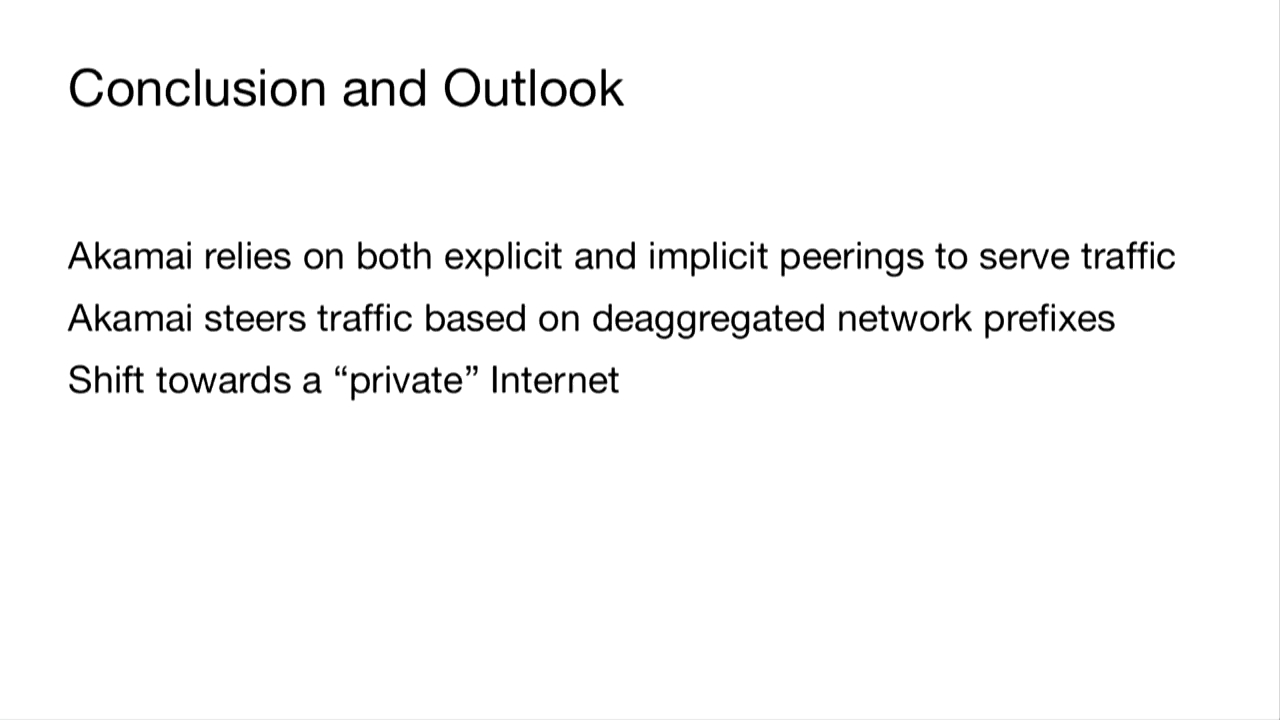 Conclusion and Outlook
Akamai relies on both explicit and implicit peerings to serve traffic
Akamai steers traffic based on deaggregated network prefixes
Shift towards a “private” Internet